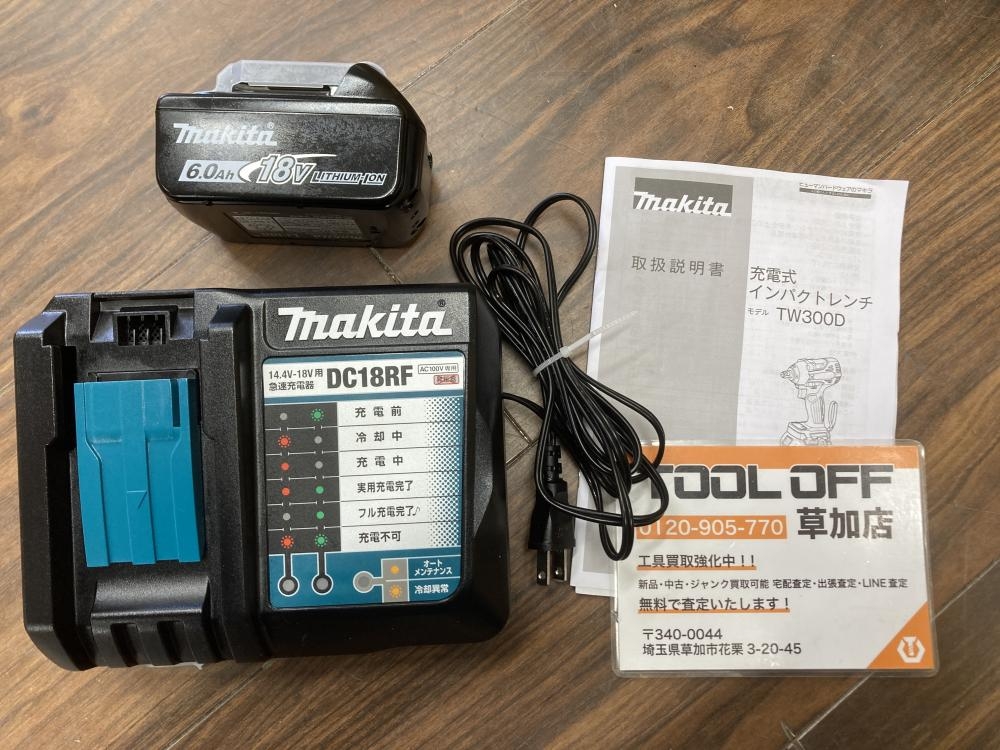 makita
6.0Ah 18V LITHIUM-ION
makita®
14.4V-18V用
急速充電器 DC18RF
AC100V専用
充電前
冷却中
充電中
実用充電完了
フル充電完了♪
充電不可
オート
メンテナンス
冷却異常
makita
取扱説明書
充電式
インパクトレンチ
モデル TW300D
TOOL OFF
0120-905-770 草加店
工具買取強化中!!
新品・中古・ジャンク買取可能 宅配査定・出張査定・LINE査定
無料で査定いたします!
〒340-0044
埼玉県草加市花栗 3-20-45